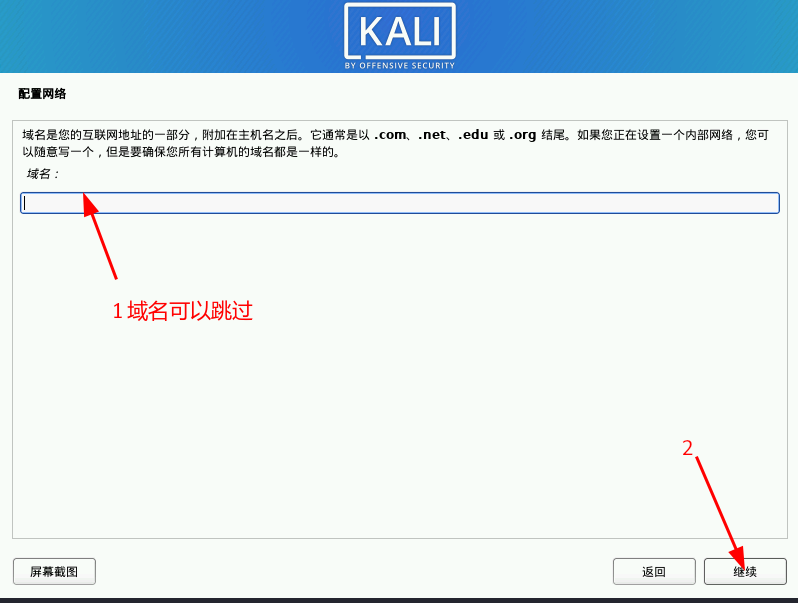 KALI
BY OFFENSIVE SECURITY
配置网络
域名是您的互联网地址的一部分，附加在主机名之后。它通常是以 .com、.net、.edu 或 .org 结尾。如果您正在设置一个内部网络，您可
以随意写一个，但是要确保您所有计算机的域名都是一样的。
域名：
1 域名可以跳过
2
屏幕截图 返回 继续